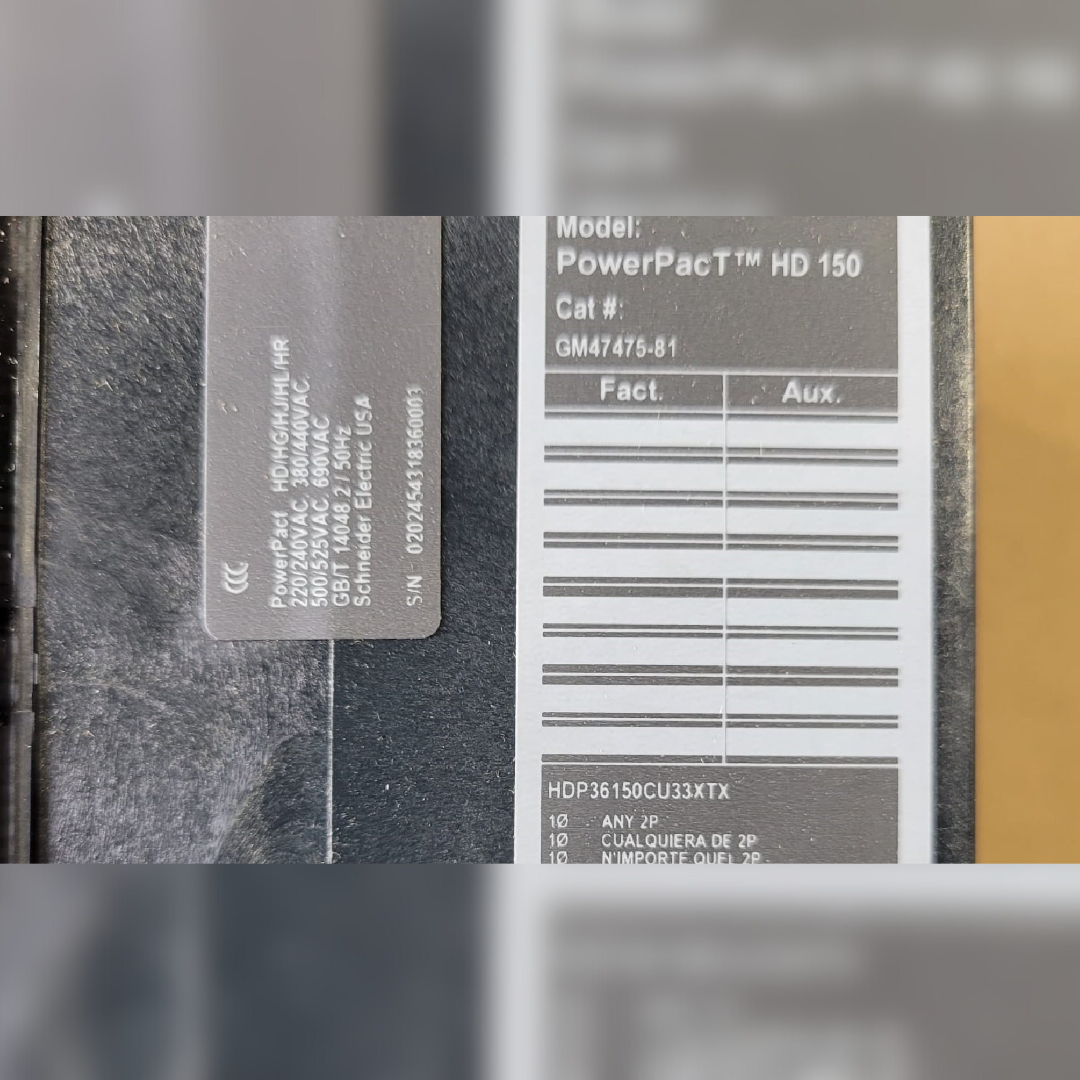 PowerPact HD/HG/HJ/HL/HR
220/240VAC 380/440VAC
500/525VAC 690VAC
GB/T 14048.2 / 50Hz
Schneider Electric USA
S/N - 0202454318360003
Model:
PowerPacT™ HD 150
Cat #:
GM47475-81
Fact. Aux.
HDP36150CU33XTX
1Ø ANY 2P
1Ø CUALQUIERA DE 2P
1Ø N'IMPORTE QUEL 2P